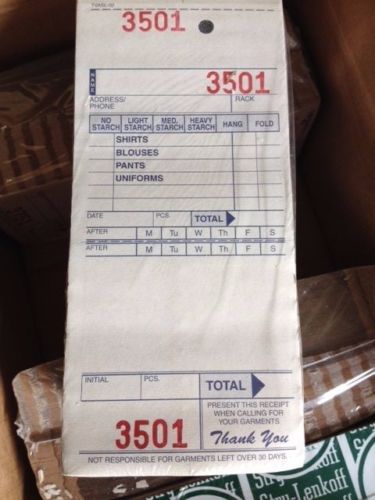 3501
NAME
3501
ADDRESS/ PHONE
RACK
NO STARCH LIGHT STARCH MED. STARCH HEAVY STARCH HANG FOLD
SHIRTS
BLOUSES
PANTS
UNIFORMS
DATE PCS. TOTAL
AFTER M Tu W Th F S
AFTER M Tu W Th F S
INITIAL PCS. TOTAL
PRESENT THIS RECEIPT
WHEN CALLING FOR
YOUR GARMENTS
3501 Thank You
NOT RESPONSIBLE FOR GARMENTS LEFT OVER 30 DAYS.
Lenkoff